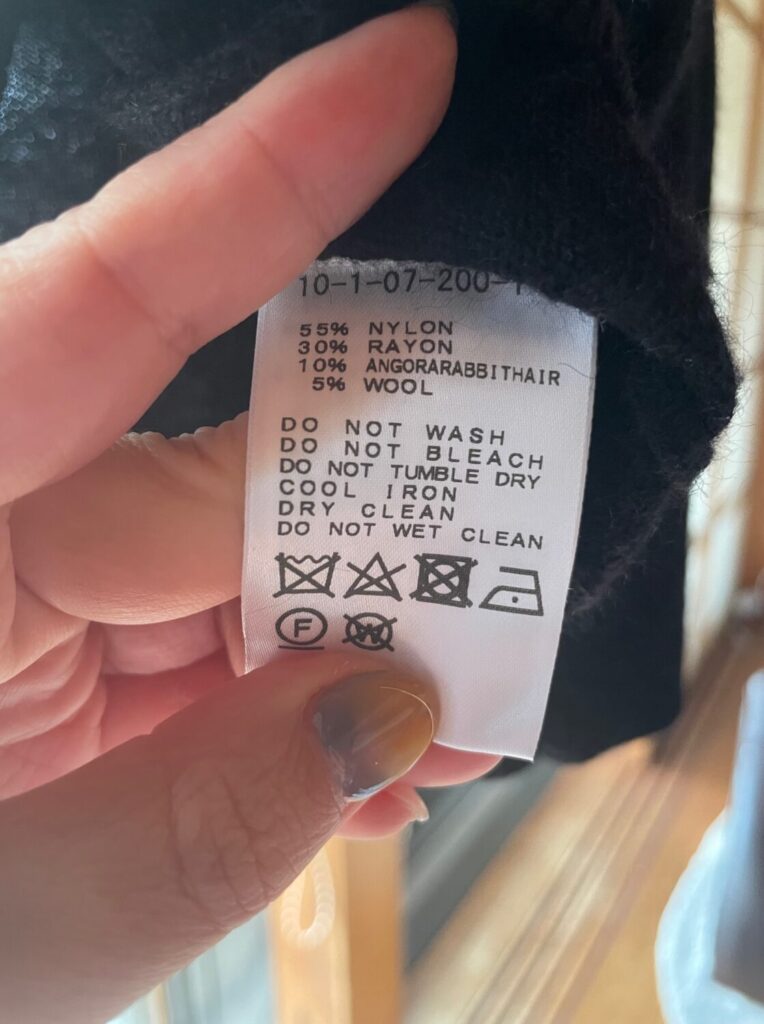 10-1-07-200-1
55% NYLON
30% RAYON
10% ANGORARABBITHAIR
5% WOOL
DO NOT WASH
DO NOT BLEACH
DO NOT TUMBLE DRY
COOL IRON
DRY CLEAN
DO NOT WET CLEAN
F W